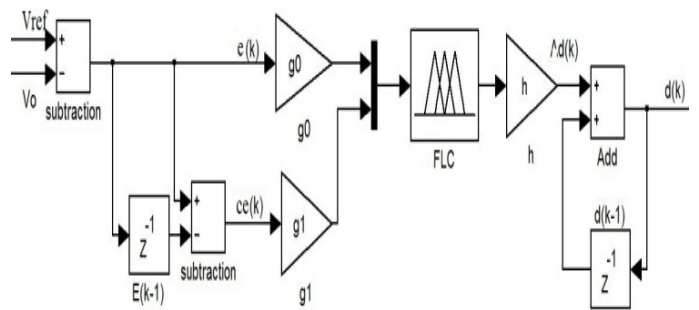 Vref
+
−
Vo
subtraction
e(k)
g0
g0
+
−
ce(k)
subtraction
-1
Z
E(k-1)
g1
g1
FLC
h
h
^d(k)
+
+
Add
d(k)
d(k-1)
-1
Z